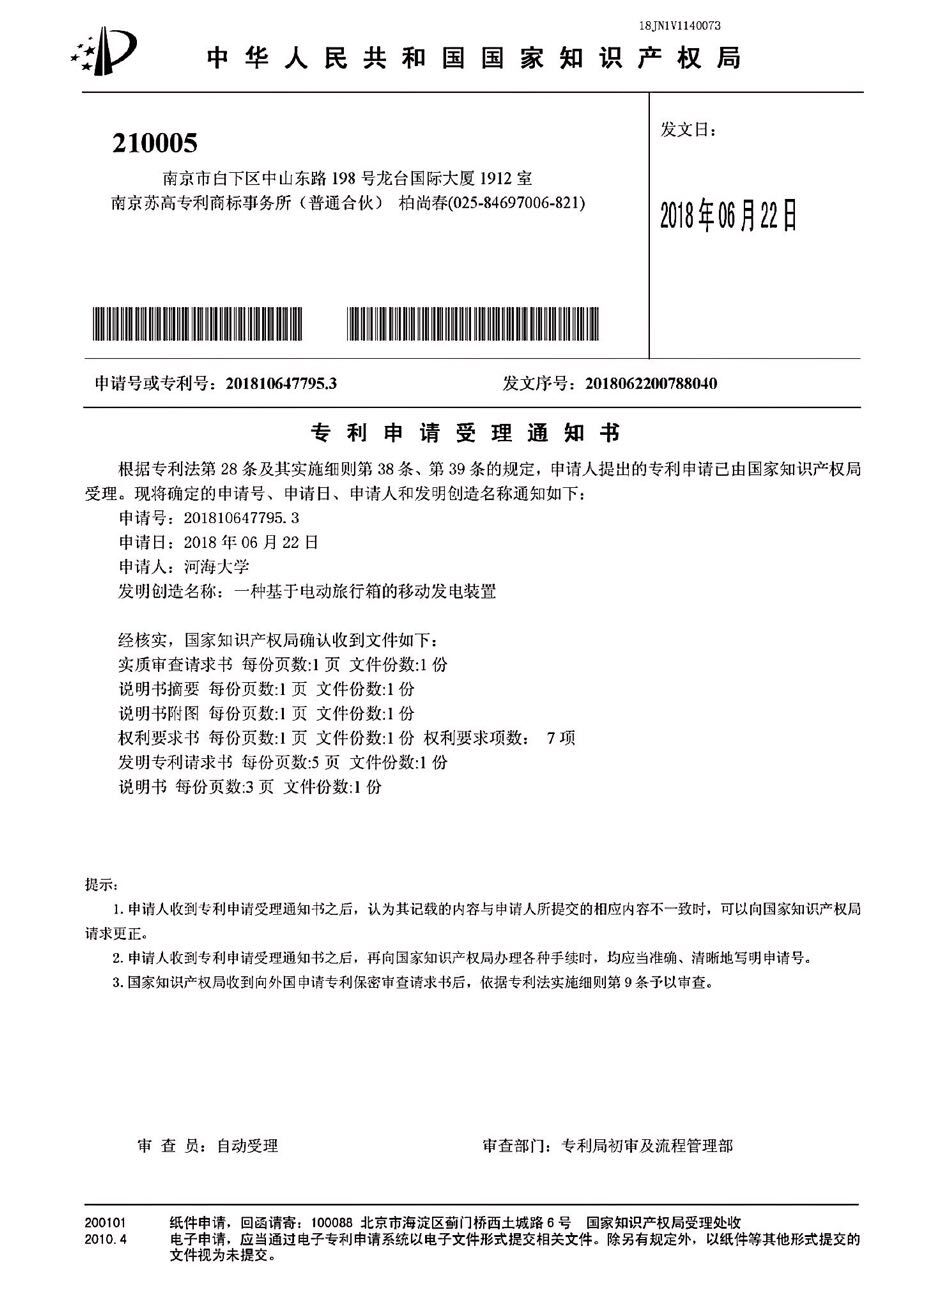 18JN1V1140073
中华人民共和国国家知识产权局
210005
发文日：
南京市白下区中山东路 198 号龙台国际大厦 1912 室
南京苏高专利商标事务所（普通合伙） 柏尚春(025-84697006-821)
2018 年 06 月 22 日
申请号或专利号：201810647795.3 发文序号：2018062200788040
专利申请受理通知书
根据专利法第 28 条及其实施细则第 38 条、第 39 条的规定，申请人提出的专利申请已由国家知识产权局
受理。现将确定的申请号、申请日、申请人和发明创造名称通知如下：
申请号：201810647795.3
申请日：2018 年 06 月 22 日
申请人：河海大学
发明创造名称：一种基于电动旅行箱的移动发电装置
经核实，国家知识产权局确认收到文件如下：
实质审查请求书 每份页数:1 页 文件份数:1 份
说明书摘要 每份页数:1 页 文件份数:1 份
说明书附图 每份页数:1 页 文件份数:1 份
权利要求书 每份页数:1 页 文件份数:1 份 权利要求项数： 7 项
发明专利请求书 每份页数:5 页 文件份数:1 份
说明书 每份页数:3 页 文件份数:1 份
提示：
1. 申请人收到专利申请受理通知书之后，认为其记载的内容与申请人所提交的相应内容不一致时，可以向国家知识产权局
请求更正。
2. 申请人收到专利申请受理通知书之后，再向国家知识产权局办理各种手续时，均应当准确、清晰地写明申请号。
3. 国家知识产权局收到向外国申请专利保密审查请求书后，依据专利法实施细则第 9 条予以审查。
审 查 员：自动受理 审查部门：专利局初审及流程管理部
200101 纸件申请，回函请寄：100088 北京市海淀区蓟门桥西土城路 6 号 国家知识产权局受理处收
2010.4 电子申请，应当通过电子专利申请系统以电子文件形式提交相关文件。除另有规定外，以纸件等其他形式提交的
文件视为未提交。